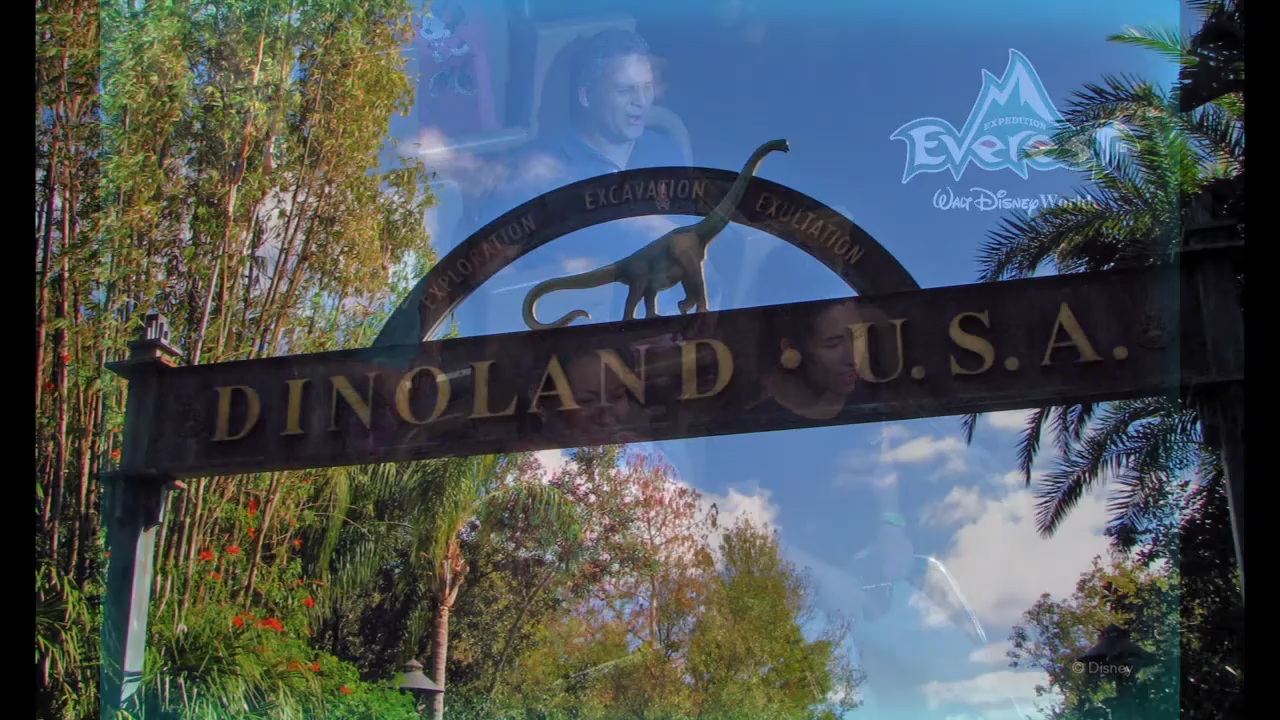 EXPLORATION EXCAVATION EXULTATION
DINOLAND · U.S.A.
EXPEDITION
Everest
Walt Disney World
© Disney